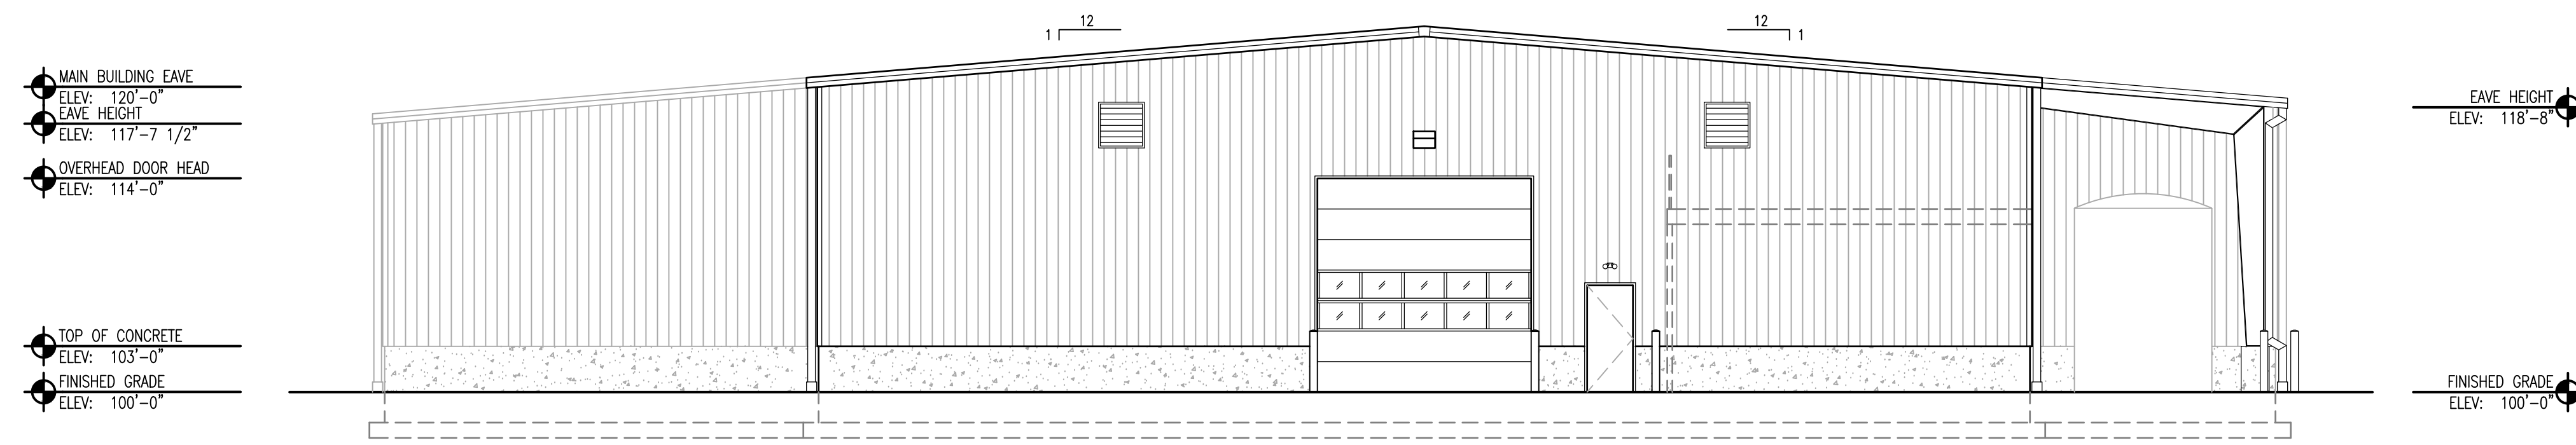 12
1
12
1
MAIN BUILDING EAVE
ELEV: 120'-0"
EAVE HEIGHT
ELEV: 117'-7 1/2"
OVERHEAD DOOR HEAD
ELEV: 114'-0"
TOP OF CONCRETE
ELEV: 103'-0"
FINISHED GRADE
ELEV: 100'-0"
EAVE HEIGHT
ELEV: 118'-8"
FINISHED GRADE
ELEV: 100'-0"